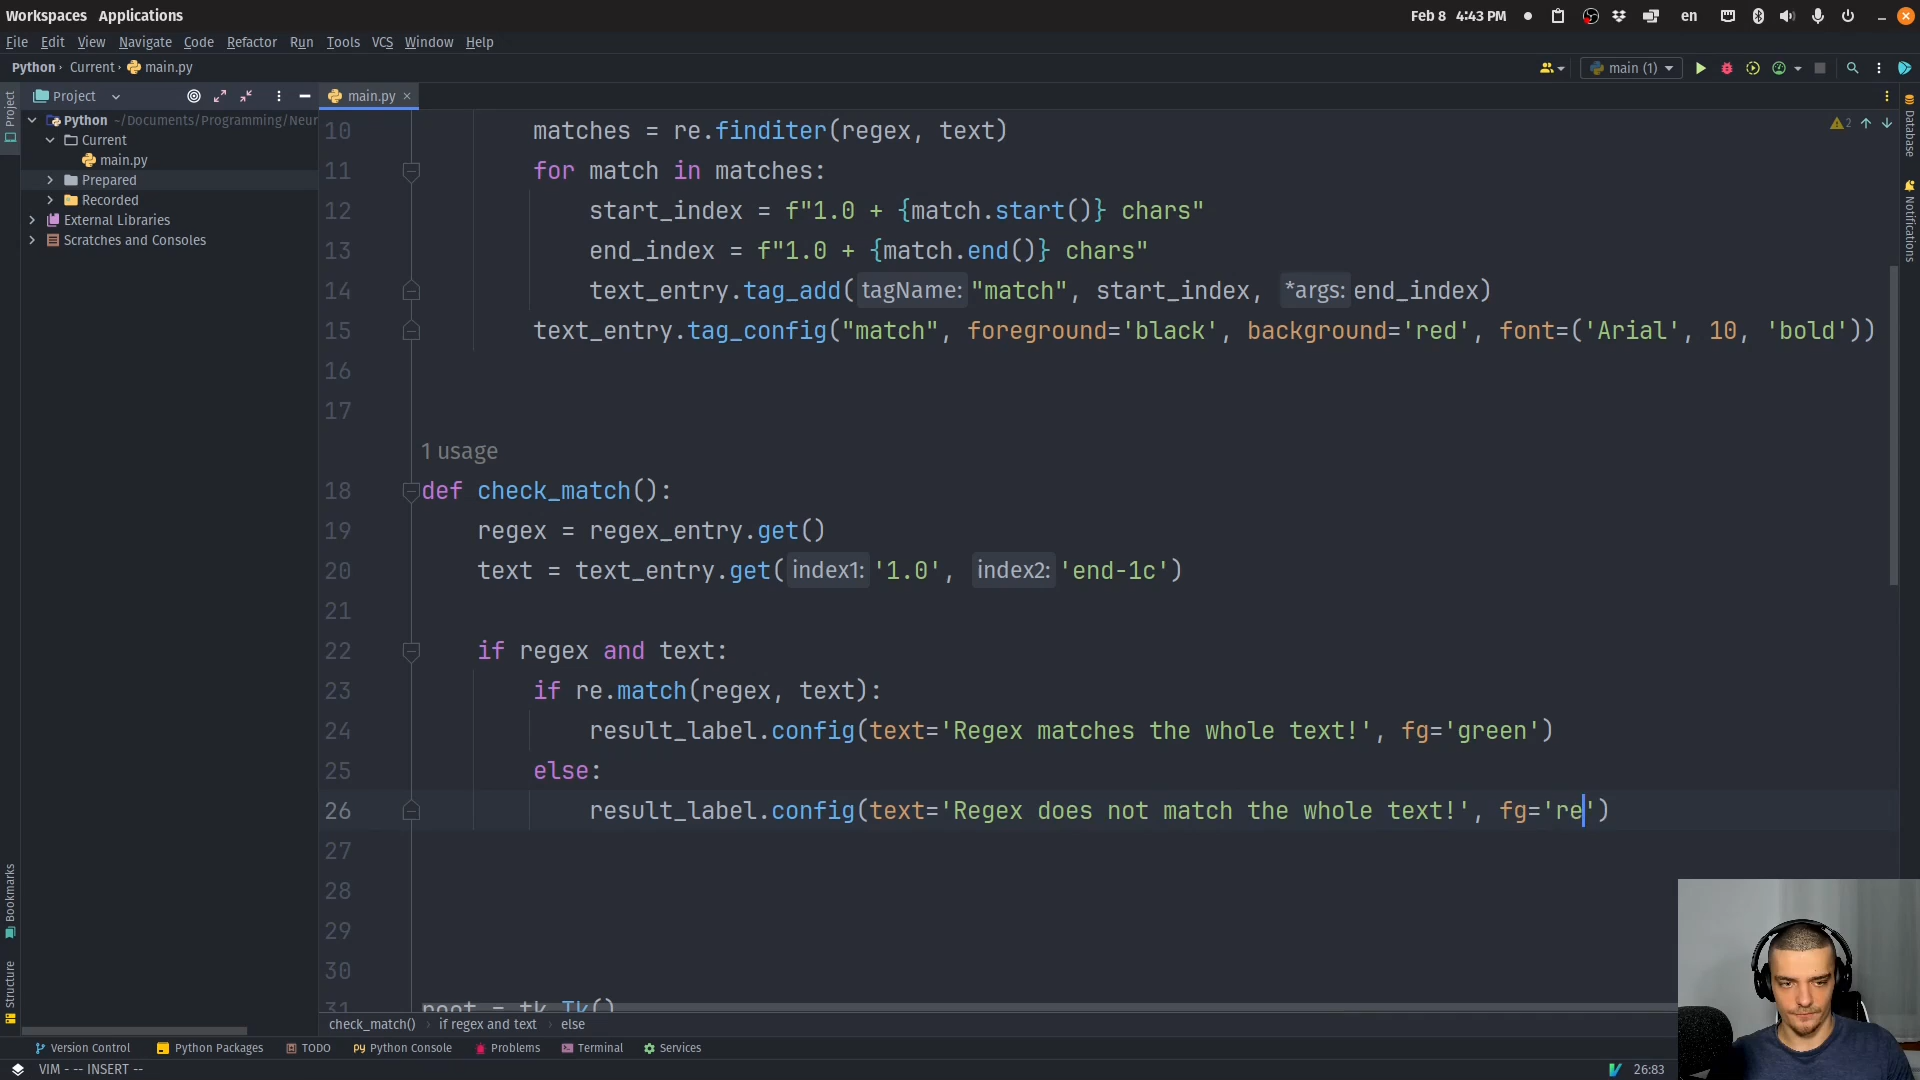 Workspaces Applications
Feb 8 4:43 PM
en
File Edit View Navigate Code Refactor Run Tools VCS Window Help
Python Current main.py
main (1)
Project
Project
main.py
Python ~/Documents/Programming/Neur
Current
main.py
Prepared
Recorded
External Libraries
Scratches and Consoles
2
Database
Notifications
10 matches = re.finditer(regex, text)
11 for match in matches:
12 start_index = f"1.0 + {match.start()} chars"
13 end_index = f"1.0 + {match.end()} chars"
14 text_entry.tag_add( tagName: "match", start_index, *args: end_index)
15 text_entry.tag_config("match", foreground='black', background='red', font=('Arial', 10, 'bold'))
16
17
1 usage
18 def check_match():
19 regex = regex_entry.get()
20 text = text_entry.get( index1: '1.0', index2: 'end-1c')
21
22 if regex and text:
23 if re.match(regex, text):
24 result_label.config(text='Regex matches the whole text!', fg='green')
25 else:
26 result_label.config(text='Regex does not match the whole text!', fg='re')
27
28
29
30
31 root = tk.Tk()
Bookmarks
Structure
check_match() if regex and text else
Version Control Python Packages TODO Python Console Problems Terminal Services
VIM - -- INSERT --
26:83